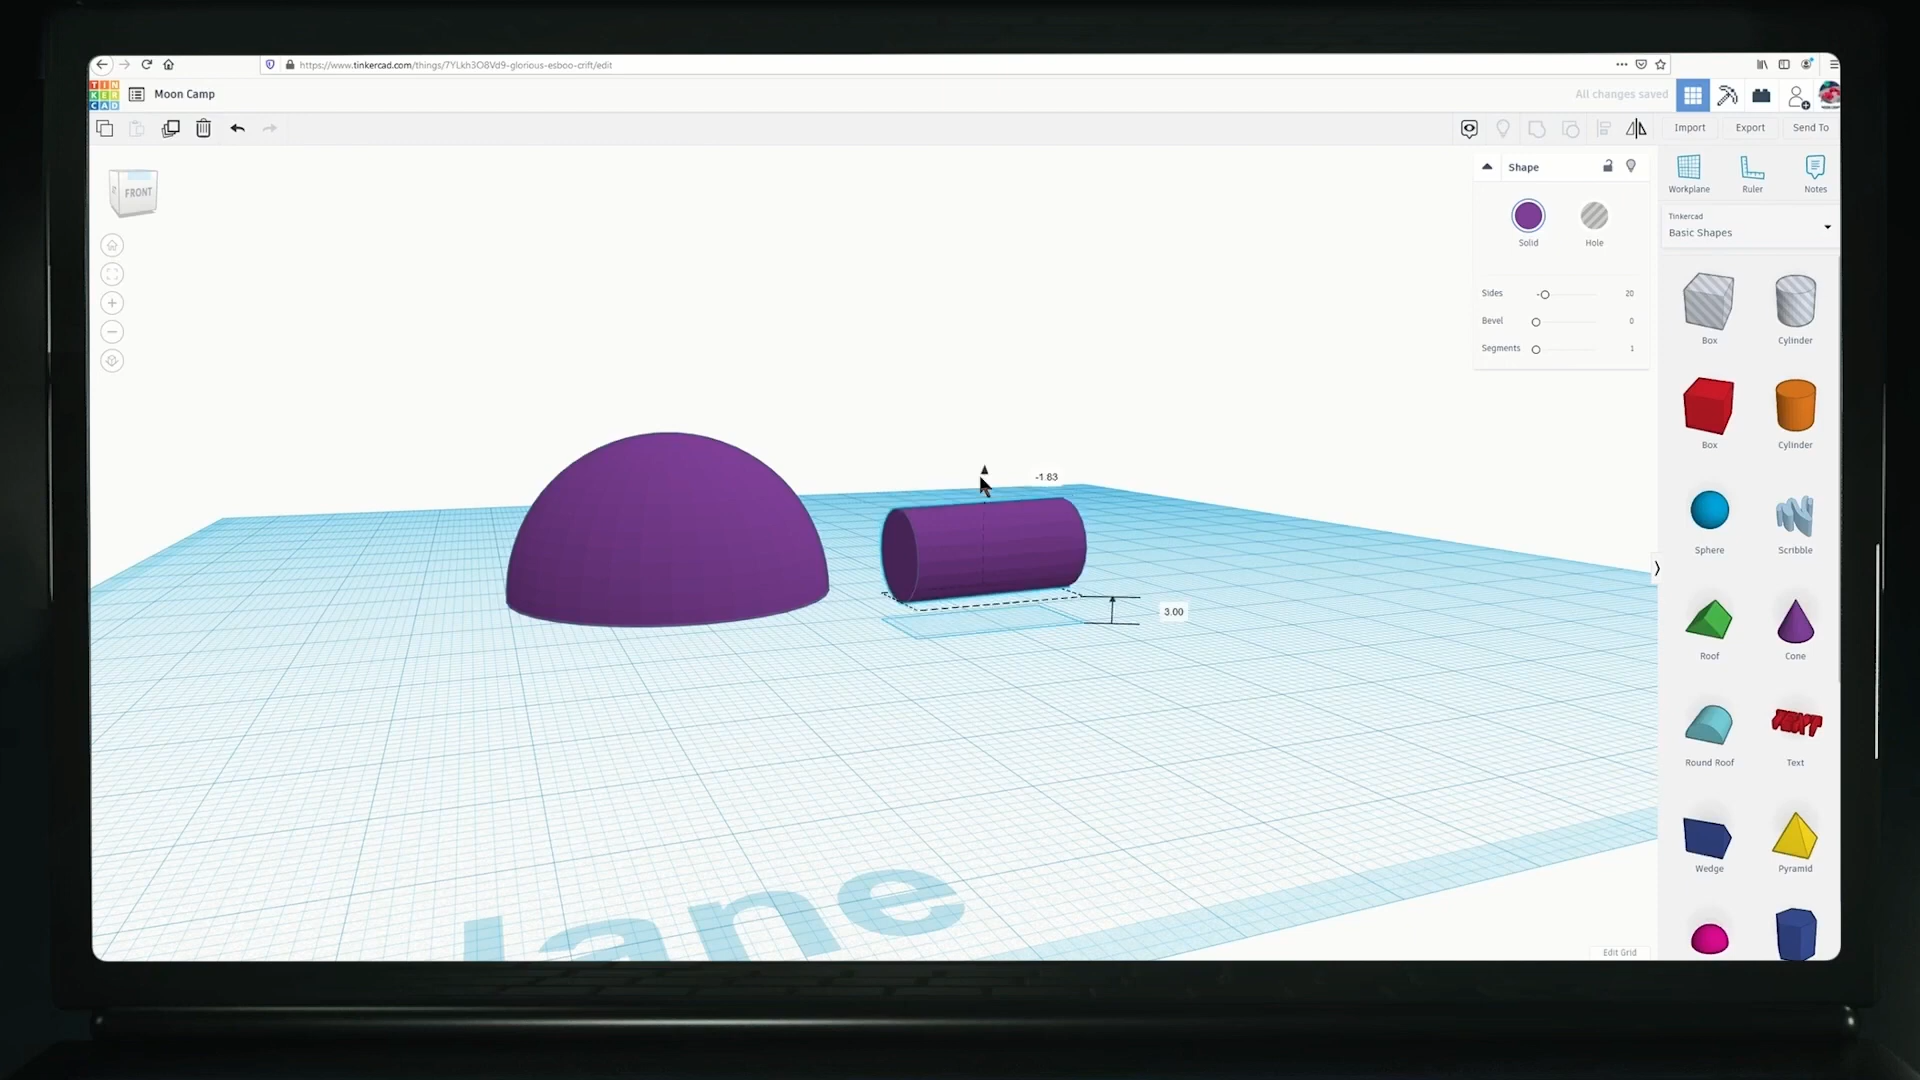 https://www.tinkercad.com/things/7YLkh3O8Vd9-glorious-esboo-crift/edit
TIN
KER
CAD
Moon Camp
All changes saved
Import
Export
Send To
FRONT
Shape
Solid
Hole
Sides
20
Bevel
0
Segments
1
Workplane
Ruler
Notes
Tinkercad
Basic Shapes
Box
Cylinder
Box
Cylinder
Sphere
Scribble
Roof
Cone
Round Roof
TEXT
Text
Wedge
Pyramid
-1.83
3.00
lane
Edit Grid